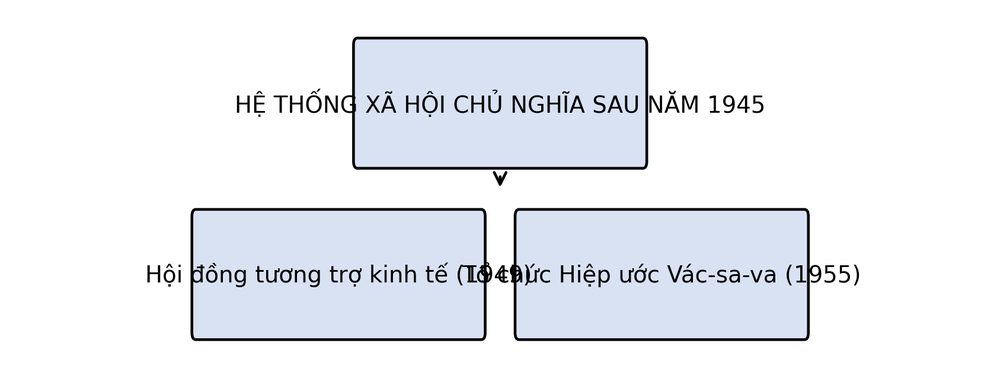 HỆ THỐNG XÃ HỘI CHỦ NGHĨA SAU NĂM 1945
Hội đồng tương trợ kinh tế (1949)
Tổ chức Hiệp ước Vác-sa-va (1955)